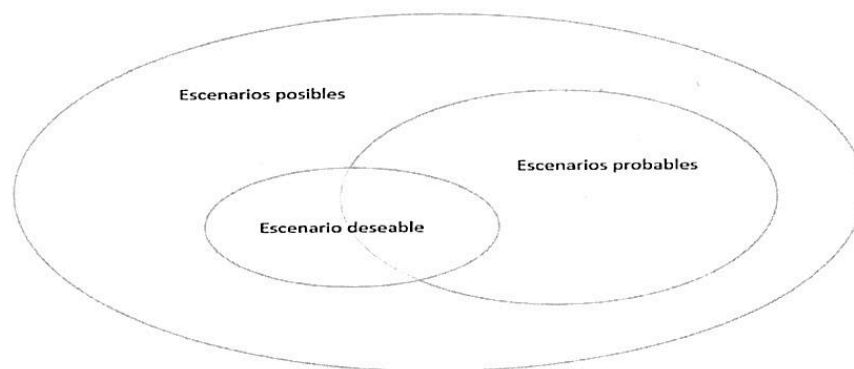 Escenarios posibles
Escenarios probables
Escenario deseable